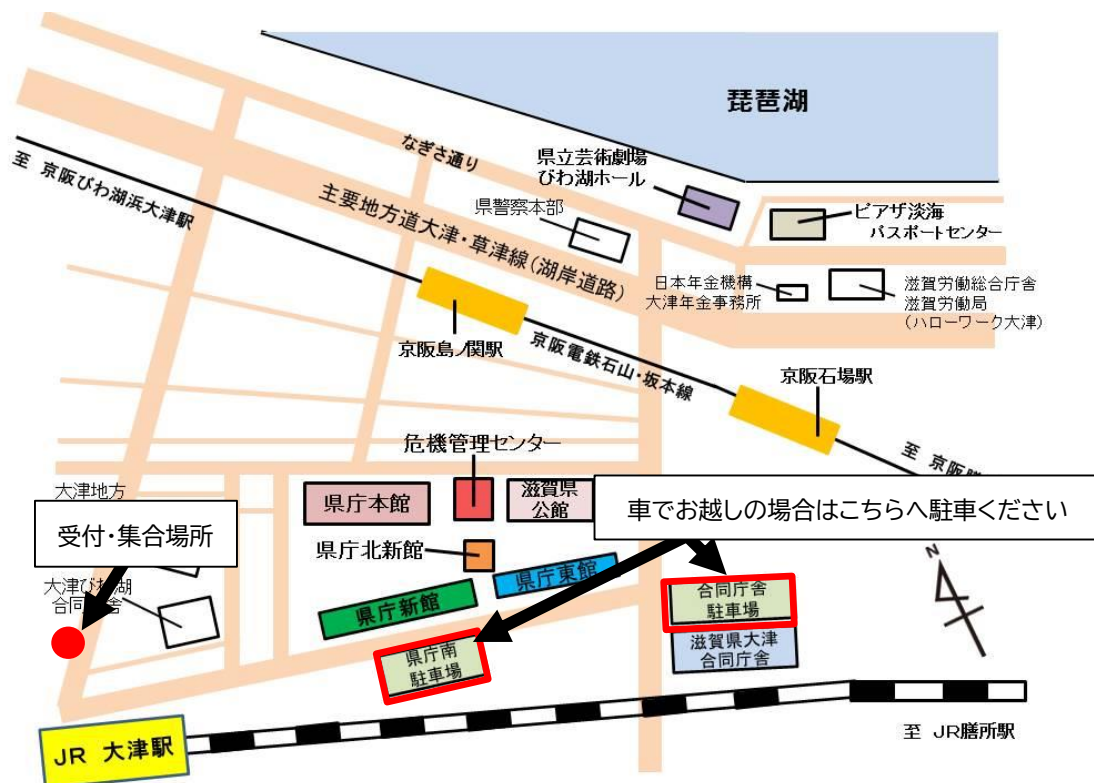 琵琶湖
なぎさ通り
県立芸術劇場
びわ湖ホール
至 京阪びわ湖浜大津駅
主要地方道大津・草津線(湖岸道路)
県警察本部
ピアザ淡海
パスポートセンター
日本年金機構
大津年金事務所
滋賀労働総合庁舎
滋賀労働局
(ハローワーク大津)
京阪島ノ関駅
京阪電鉄石山・坂本線
京阪石場駅
至 京阪膳
危機管理センター
大津地方
県庁本館
滋賀県
公館
車でお越しの場合はこちらへ駐車ください
受付・集合場所
県庁北新館
県庁東館
N
大津びわ湖
合同庁舎
県庁新館
合同庁舎
駐車場
県庁南
駐車場
滋賀県大津
合同庁舎
JR 大津駅
至 JR膳所駅